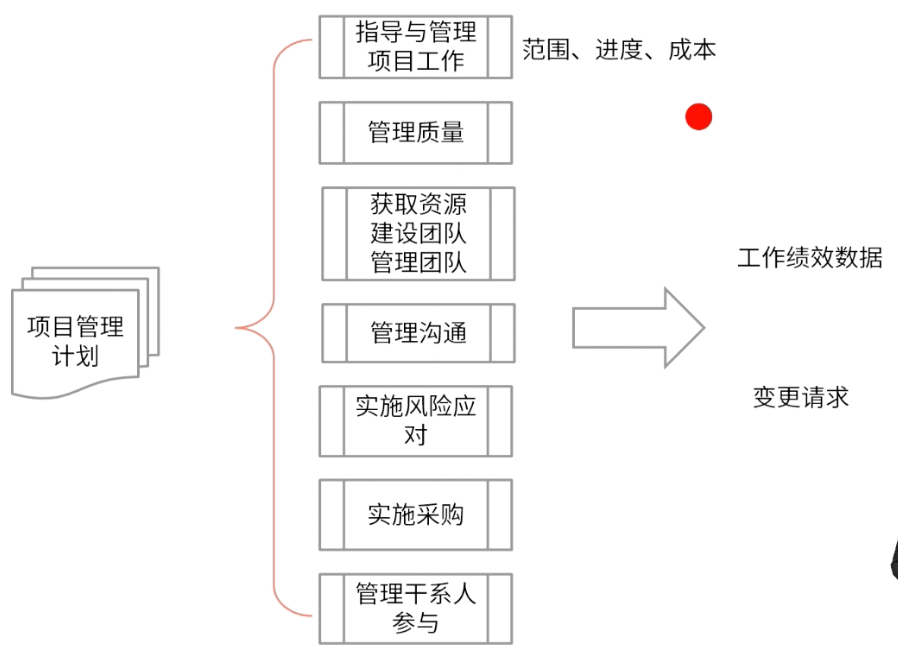 指导与管理
项目工作
范围、进度、成本
管理质量
获取资源
建设团队
管理团队
工作绩效数据
项目管理
计划
管理沟通
实施风险应
对
变更请求
实施采购
管理干系人
参与